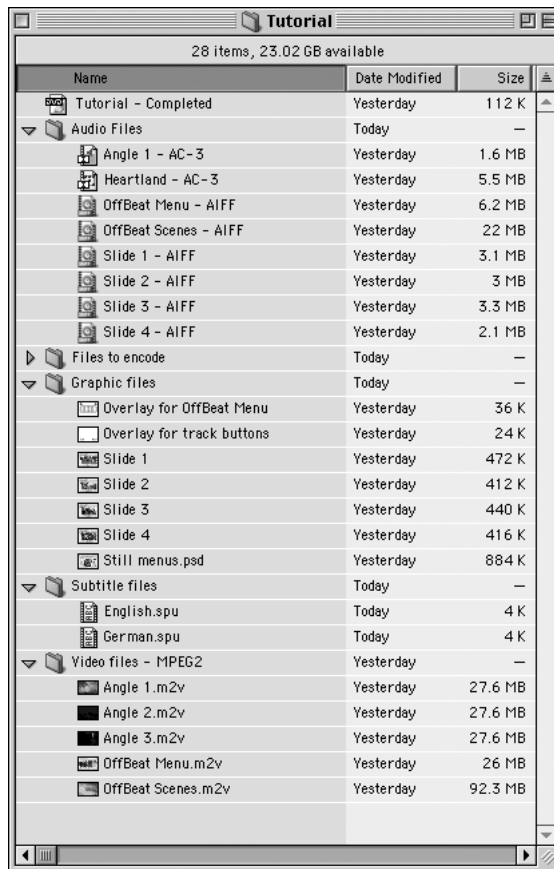 Tutorial
28 items, 23.02 GB available
Name Date Modified Size
Tutorial - Completed Yesterday 112 K
Audio Files Today –
Angle 1 - AC-3 Yesterday 1.6 MB
Heartland - AC-3 Yesterday 5.5 MB
OffBeat Menu - AIFF Yesterday 6.2 MB
OffBeat Scenes - AIFF Yesterday 22 MB
Slide 1 - AIFF Yesterday 3.1 MB
Slide 2 - AIFF Yesterday 3 MB
Slide 3 - AIFF Yesterday 3.3 MB
Slide 4 - AIFF Yesterday 2.1 MB
Files to encode Today –
Graphic files Today –
Overlay for OffBeat Menu Yesterday 36 K
Overlay for track buttons Yesterday 24 K
Slide 1 Yesterday 472 K
Slide 2 Yesterday 412 K
Slide 3 Yesterday 440 K
Slide 4 Yesterday 416 K
Still menus.psd Yesterday 884 K
Subtitle files Today –
English.spu Today 4 K
German.spu Today 4 K
Video files - MPEG2 Yesterday –
Angle 1.m2v Yesterday 27.6 MB
Angle 2.m2v Yesterday 27.6 MB
Angle 3.m2v Yesterday 27.6 MB
OffBeat Menu.m2v Yesterday 26 MB
OffBeat Scenes.m2v Yesterday 92.3 MB